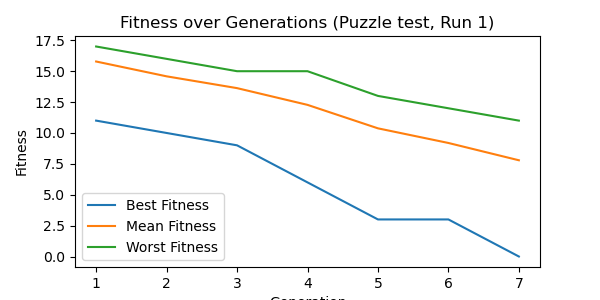 Fitness over Generations (Puzzle test, Run 1)
17.5
15.0
12.5
10.0
7.5
5.0
2.5
0.0
Fitness
Best Fitness
Mean Fitness
Worst Fitness
1 2 3 4 5 6 7
Generation